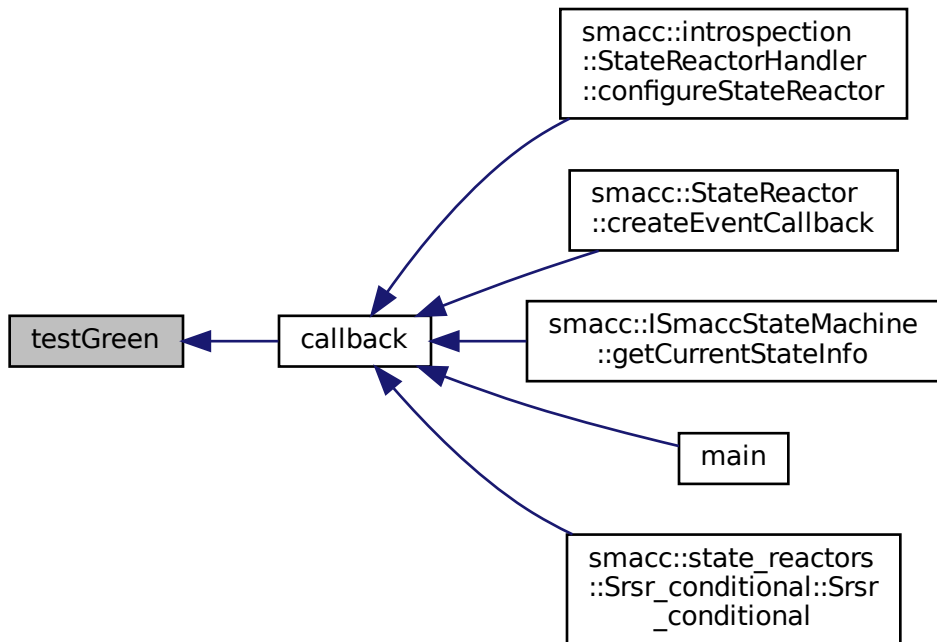 smacc::introspection
::StateReactorHandler
::configureStateReactor
smacc::StateReactor
::createEventCallback
testGreen
callback
smacc::ISmaccStateMachine
::getCurrentStateInfo
main
smacc::state_reactors
::Srsr_conditional::Srsr
_conditional